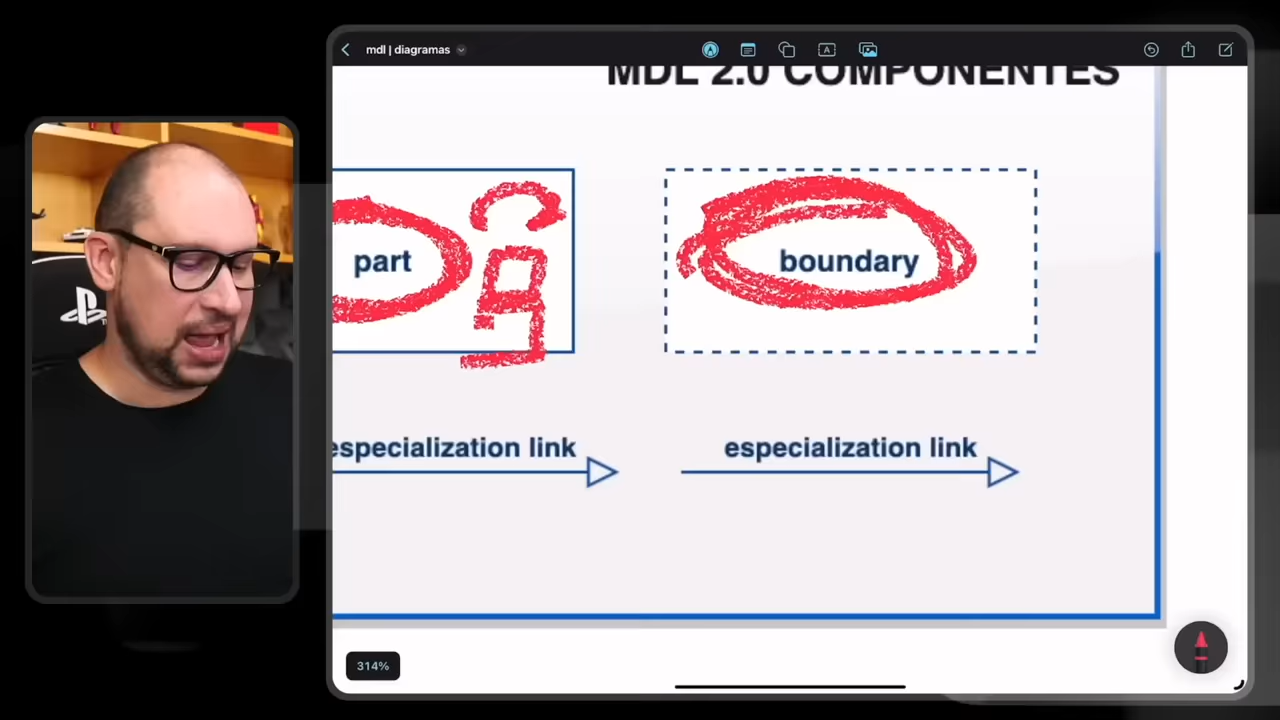 mdl | diagramas
MDL 2.0 COMPONENTES
part
boundary
especialization link
especialization link
314%